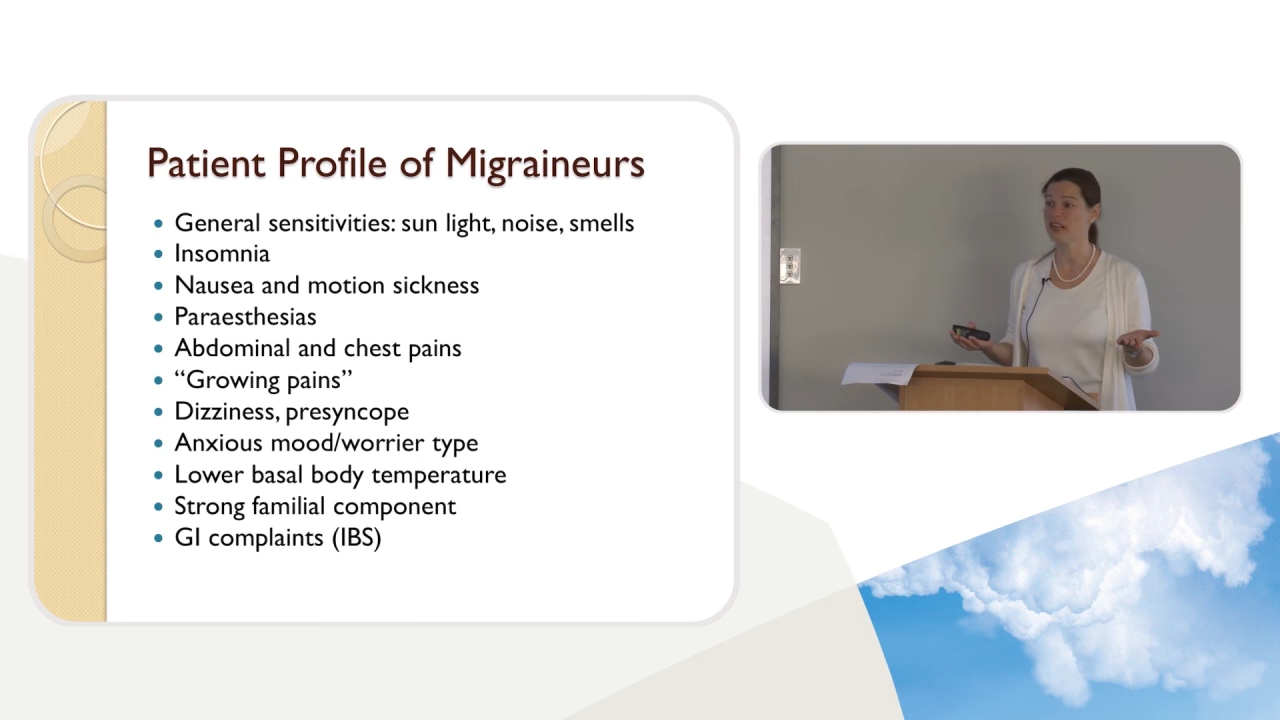 Patient Profile of Migraineurs
• General sensitivities: sun light, noise, smells
• Insomnia
• Nausea and motion sickness
• Paraesthesias
• Abdominal and chest pains
• “Growing pains”
• Dizziness, presyncope
• Anxious mood/worrier type
• Lower basal body temperature
• Strong familial component
• GI complaints (IBS)